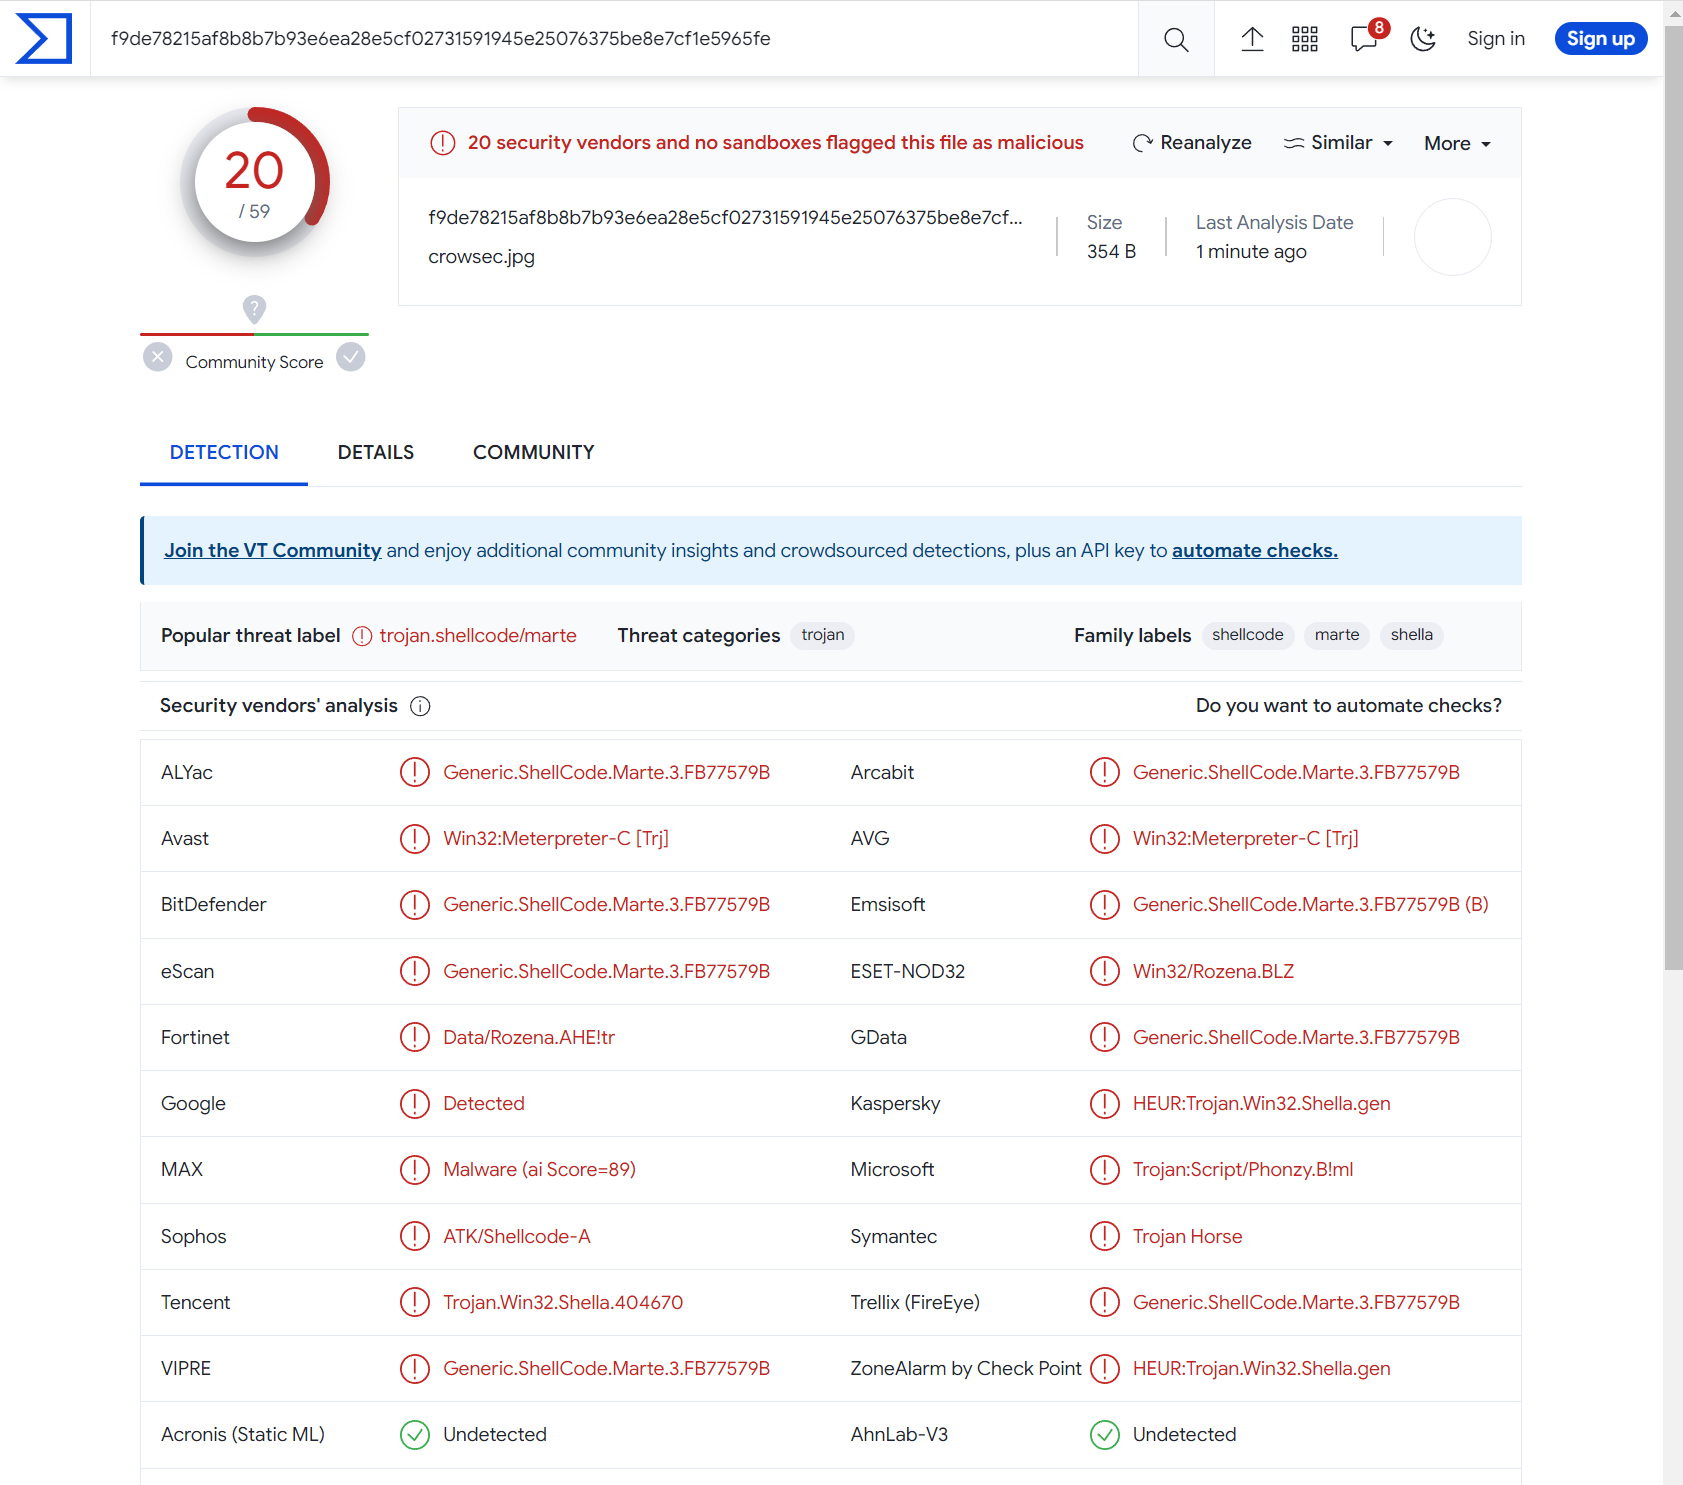 f9de78215af8b8b7b93e6ea28e5cf02731591945e25076375be8e7cf1e5965fe
8
Sign in
Sign up
20
/ 59
20 security vendors and no sandboxes flagged this file as malicious
Reanalyze
Similar
More
f9de78215af8b8b7b93e6ea28e5cf02731591945e25076375be8e7cf...
crowsec.jpg
Size
354 B
Last Analysis Date
1 minute ago
?
Community Score
DETECTION
DETAILS
COMMUNITY
Join the VT Community and enjoy additional community insights and crowdsourced detections, plus an API key to automate checks.
Popular threat label
trojan.shellcode/marte
Threat categories
trojan
Family labels
shellcode
marte
shella
Security vendors' analysis
Do you want to automate checks?
ALYac
Generic.ShellCode.Marte.3.FB77579B
Arcabit
Generic.ShellCode.Marte.3.FB77579B
Avast
Win32:Meterpreter-C [Trj]
AVG
Win32:Meterpreter-C [Trj]
BitDefender
Generic.ShellCode.Marte.3.FB77579B
Emsisoft
Generic.ShellCode.Marte.3.FB77579B (B)
eScan
Generic.ShellCode.Marte.3.FB77579B
ESET-NOD32
Win32/Rozena.BLZ
Fortinet
Data/Rozena.AHE!tr
GData
Generic.ShellCode.Marte.3.FB77579B
Google
Detected
Kaspersky
HEUR:Trojan.Win32.Shella.gen
MAX
Malware (ai Score=89)
Microsoft
Trojan:Script/Phonzy.B!ml
Sophos
ATK/Shellcode-A
Symantec
Trojan Horse
Tencent
Trojan.Win32.Shella.404670
Trellix (FireEye)
Generic.ShellCode.Marte.3.FB77579B
VIPRE
Generic.ShellCode.Marte.3.FB77579B
ZoneAlarm by Check Point
HEUR:Trojan.Win32.Shella.gen
Acronis (Static ML)
Undetected
AhnLab-V3
Undetected